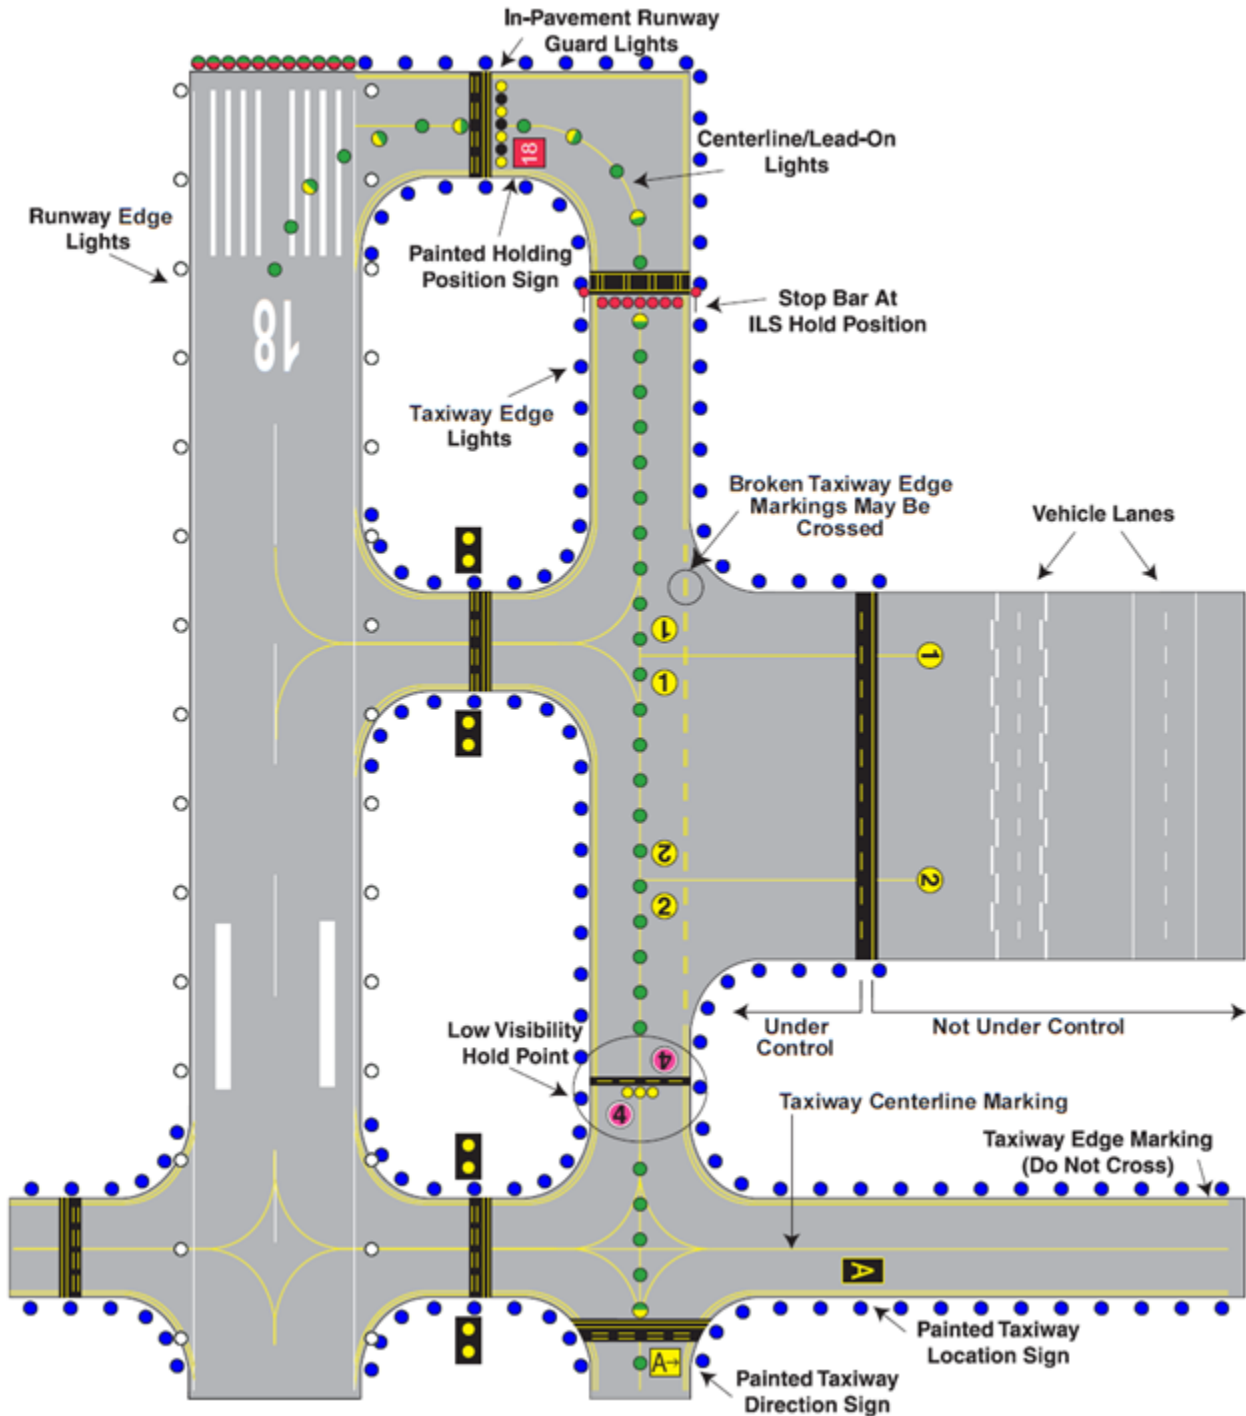 In-Pavement Runway
Guard Lights
18
Centerline/Lead-On
Lights
Runway Edge
Lights
Painted Holding
Position Sign
Stop Bar At
ILS Hold Position
18
Taxiway Edge
Lights
Broken Taxiway Edge
Markings May Be
Crossed
Vehicle Lanes
1
1
1
2
2
2
Under
Control
Not Under Control
Low Visibility
Hold Point
4
4
Taxiway Centerline Marking
Taxiway Edge Marking
(Do Not Cross)
A
Painted Taxiway
Location Sign
A→
Painted Taxiway
Direction Sign